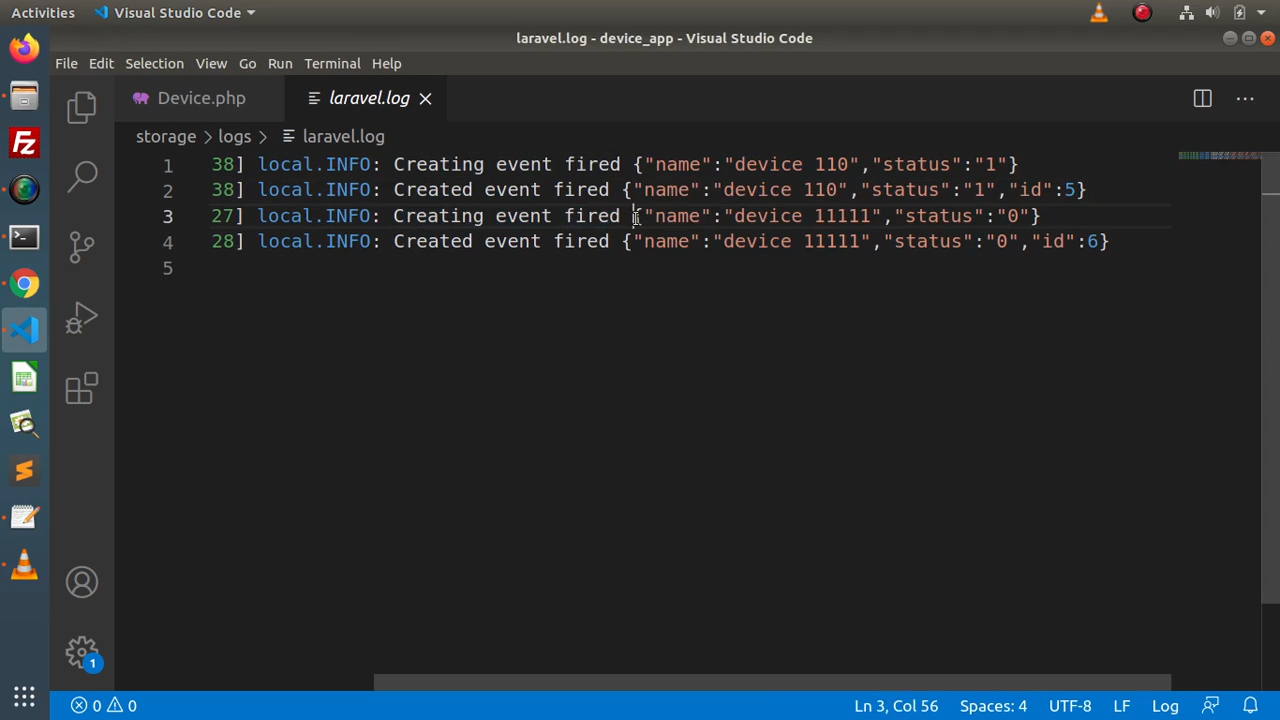 Activities Visual Studio Code
laravel.log - device_app - Visual Studio Code
File Edit Selection View Go Run Terminal Help
Device.php laravel.log
storage > logs > laravel.log
1 38] local.INFO: Creating event fired {"name":"device 110","status":"1"}
2 38] local.INFO: Created event fired {"name":"device 110","status":"1","id":5}
3 27] local.INFO: Creating event fired {"name":"device 11111","status":"0"}
4 28] local.INFO: Created event fired {"name":"device 11111","status":"0","id":6}
5
1
0 0 Ln 3, Col 56 Spaces: 4 UTF-8 LF Log